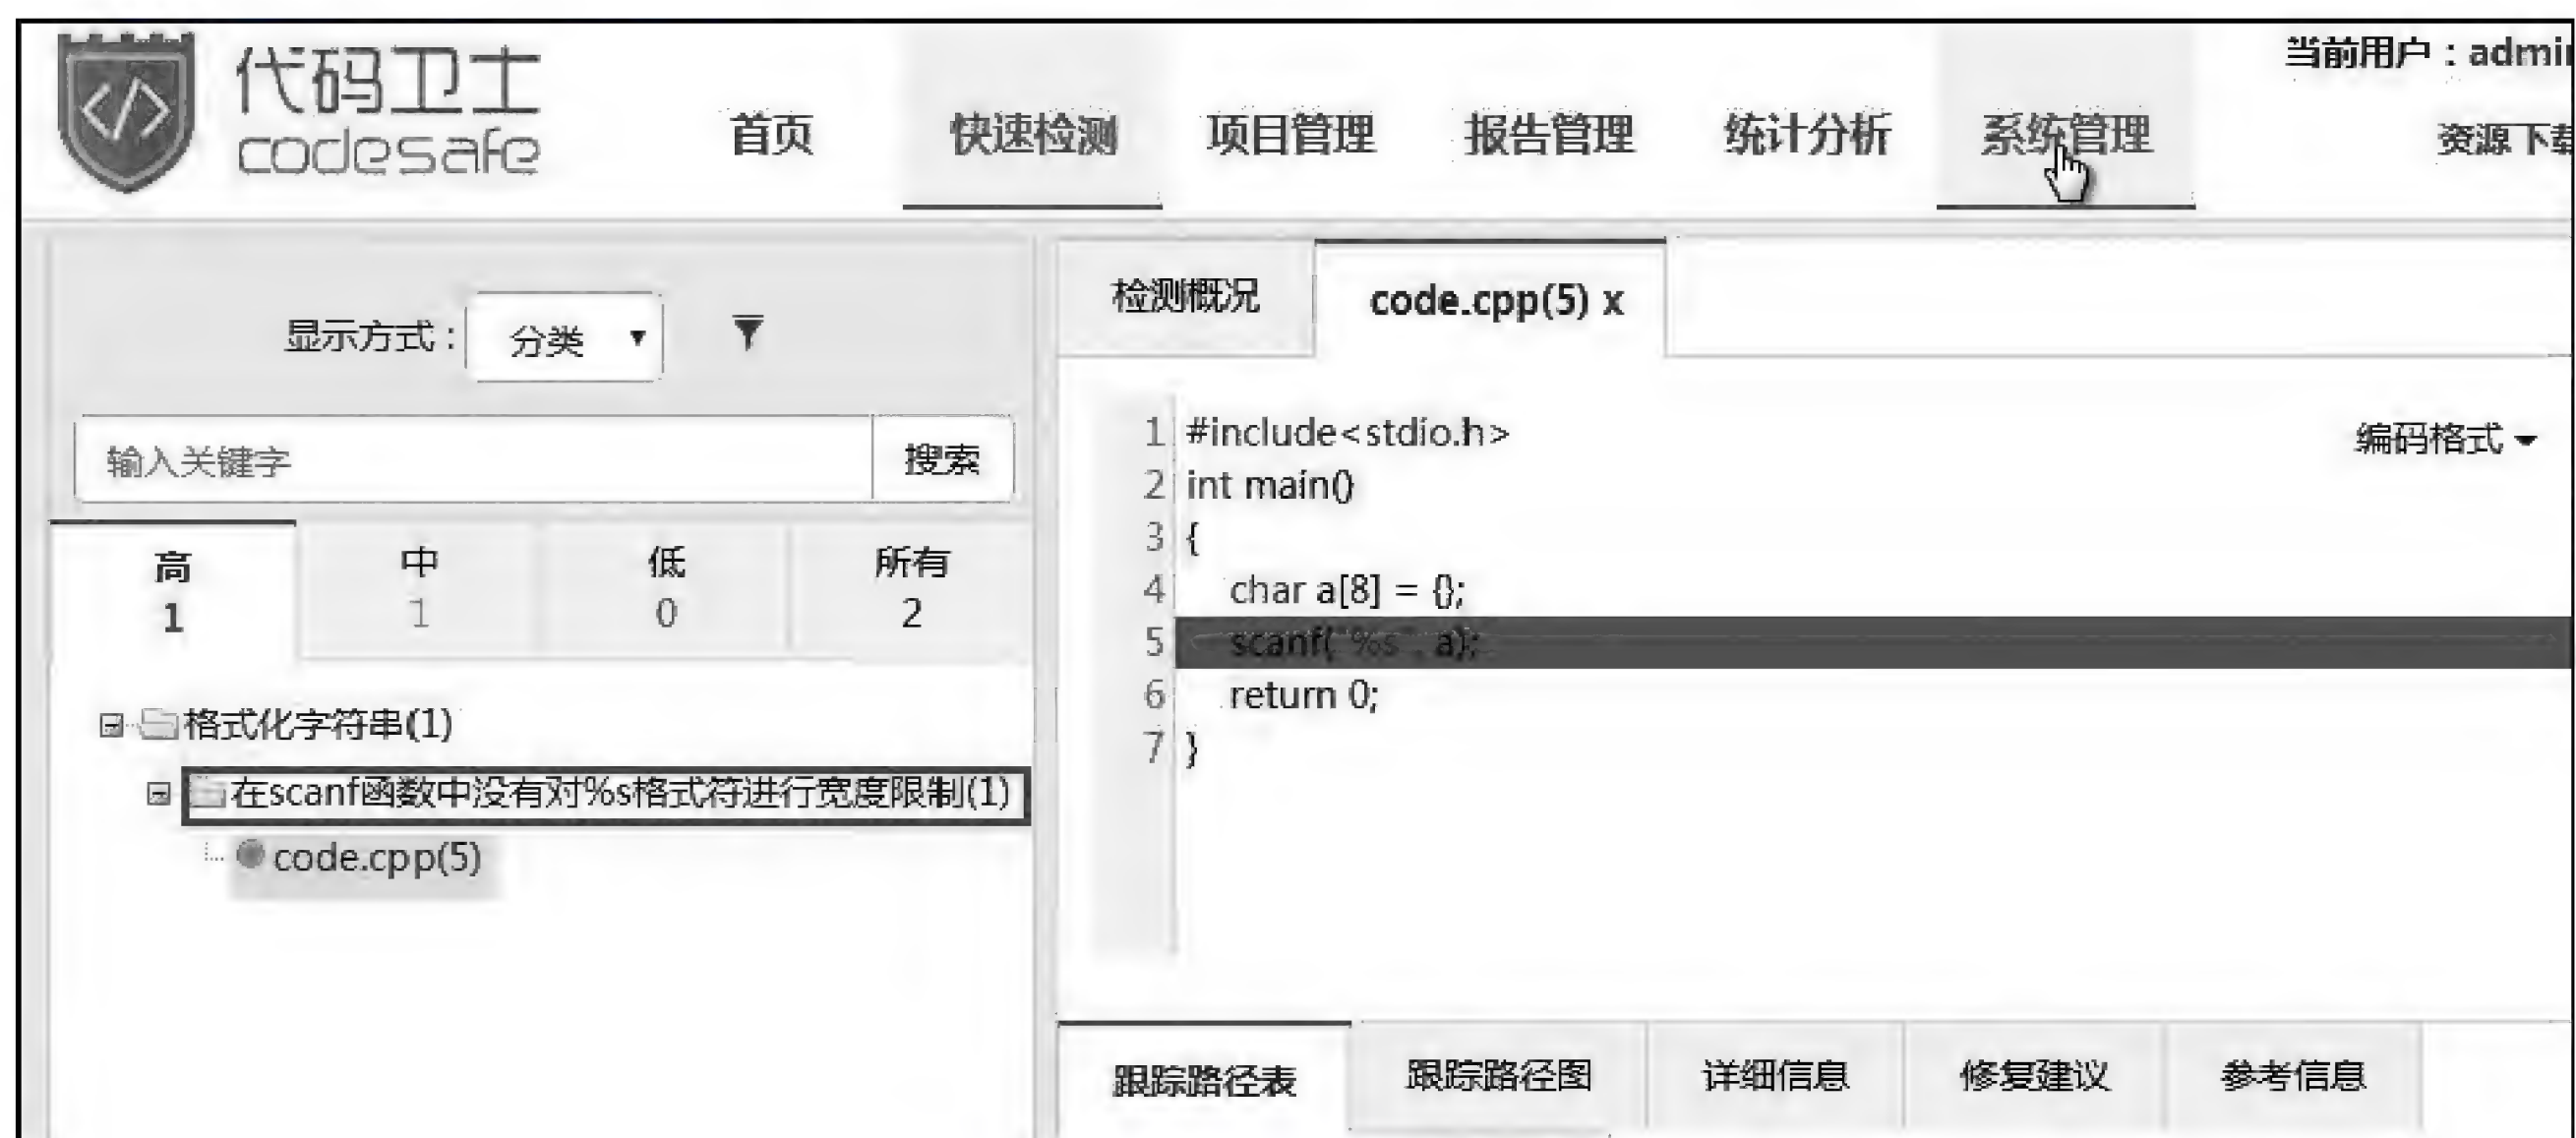 代码卫士
codesafe
当前用户：admin
首页 快速检测 项目管理 报告管理 统计分析 系统管理 资源下载
显示方式： 分类
输入关键字 搜索
高 中 低 所有
1 1 0 2
格式化字符串(1)
在scanf函数中没有对%s格式符进行宽度限制(1)
code.cpp(5)
检测概况 code.cpp(5) x
编码格式
1 #include<stdio.h>
2 int main()
3 {
4 char a[8] = {};
5 scanf("%s", a);
6 return 0;
7 }
跟踪路径表 跟踪路径图 详细信息 修复建议 参考信息